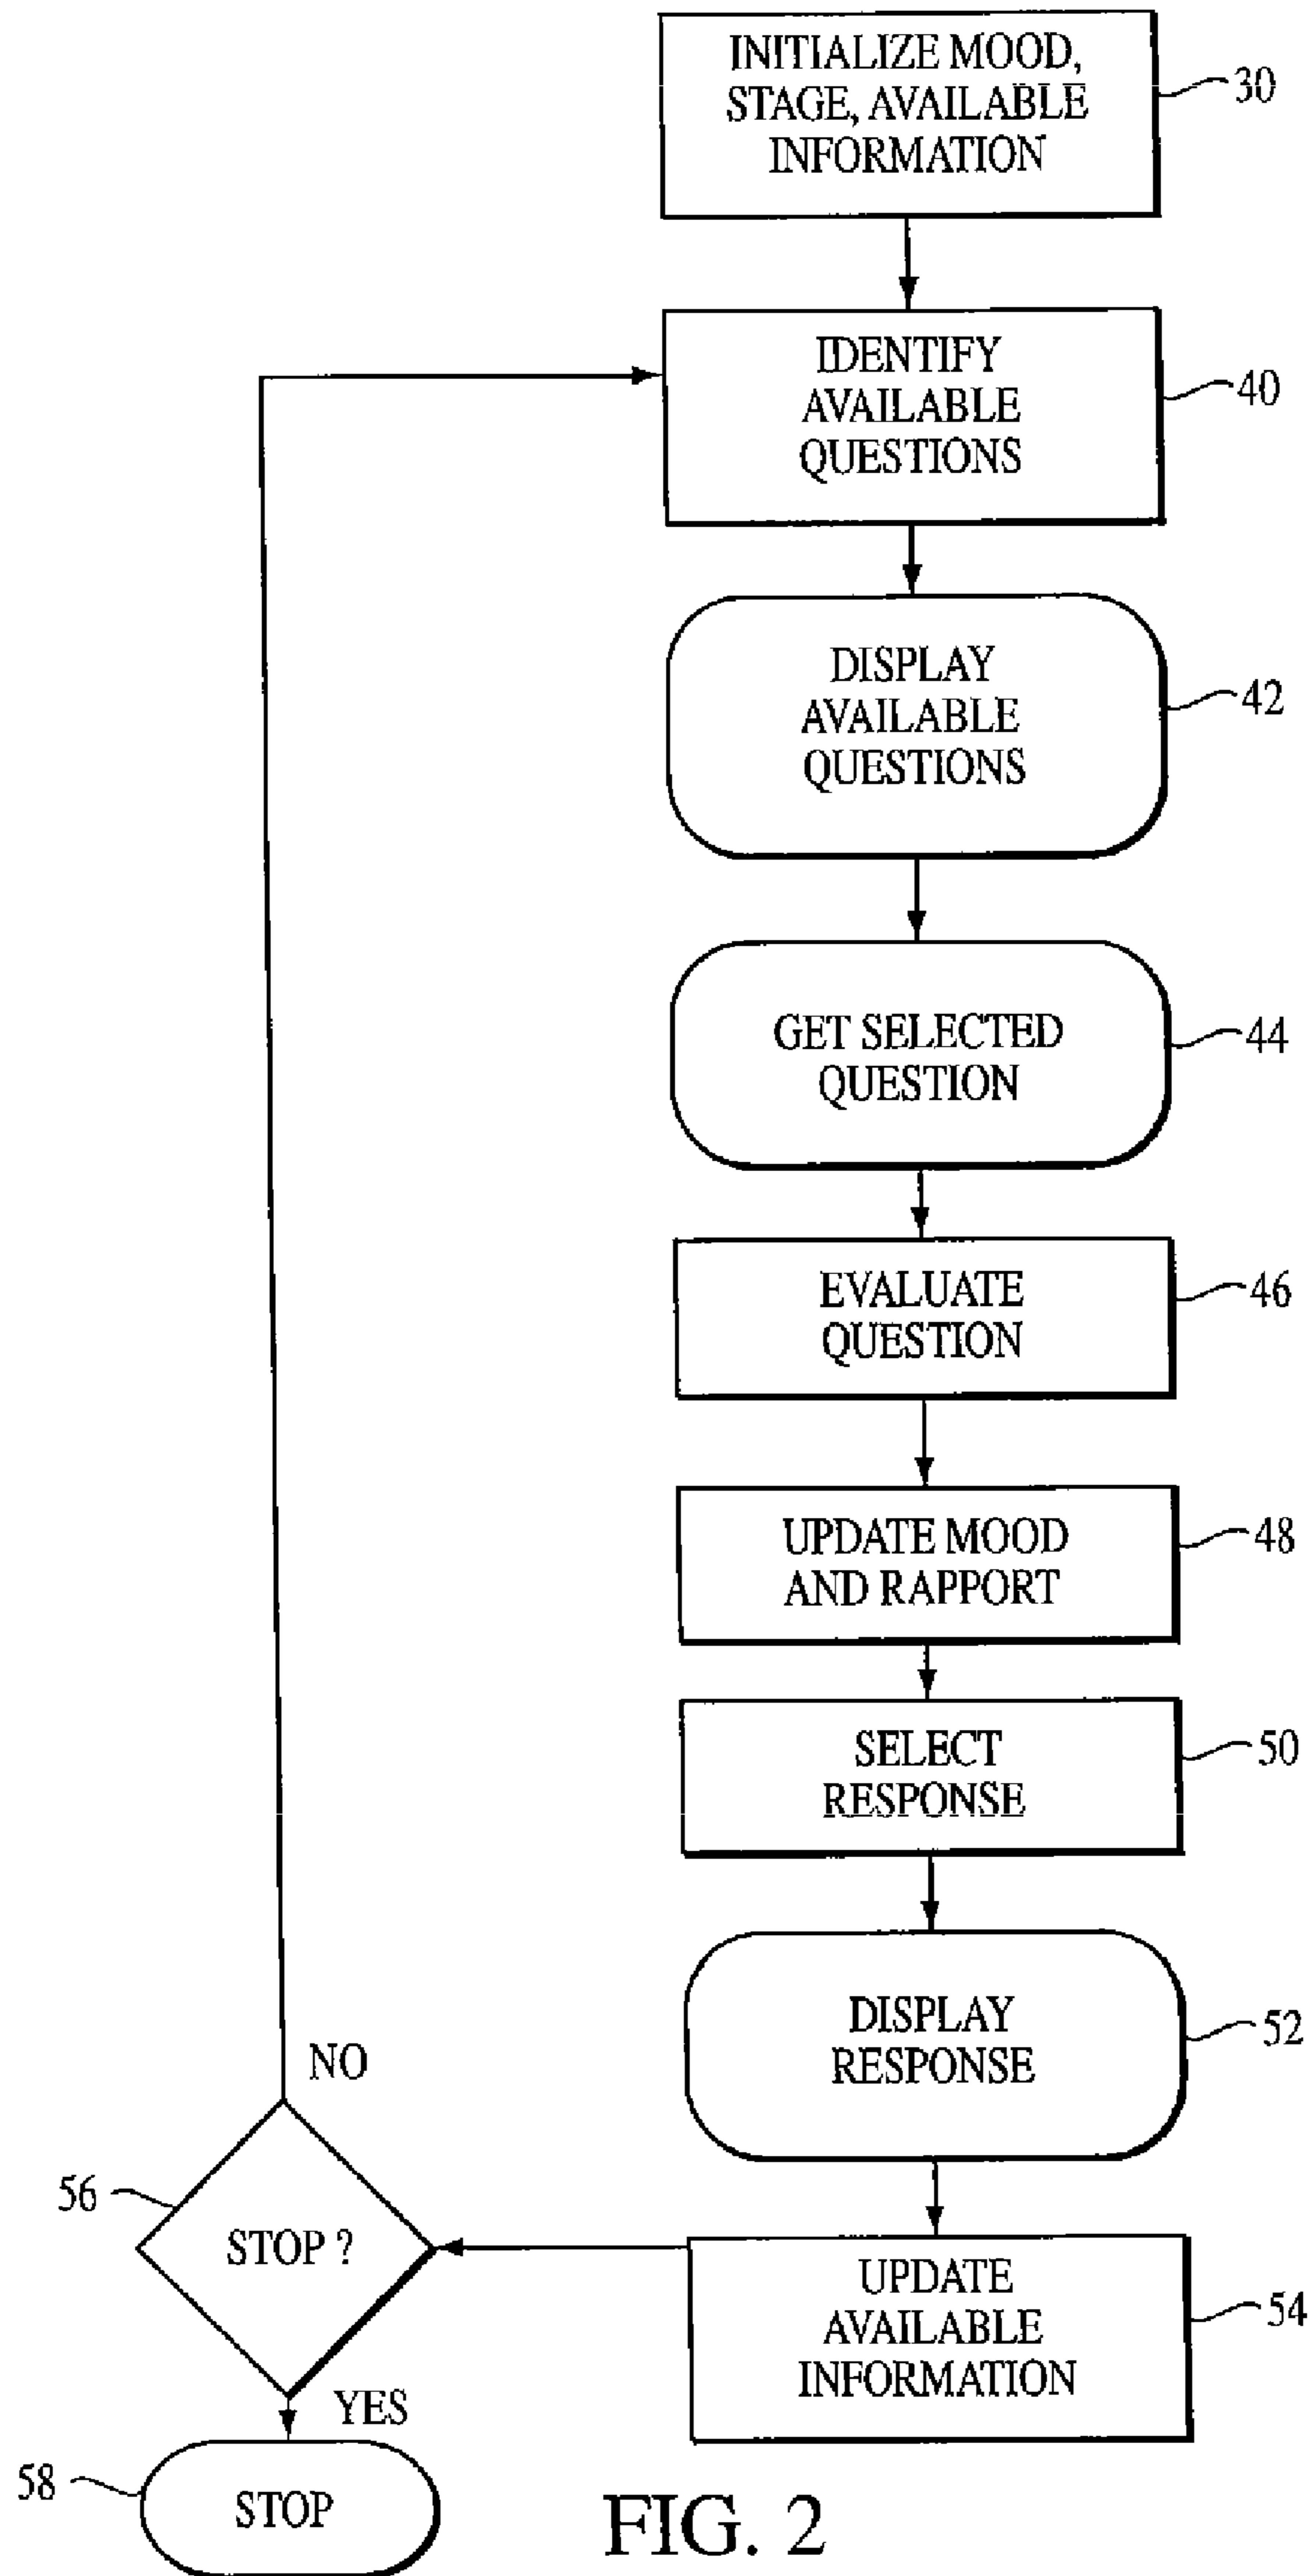 INITIALIZE MOOD,
STAGE, AVAILABLE
INFORMATION
30
IDENTIFY
AVAILABLE
QUESTIONS
40
DISPLAY
AVAILABLE
QUESTIONS
42
GET SELECTED
QUESTION
44
EVALUATE
QUESTION
46
UPDATE MOOD
AND RAPPORT
48
SELECT
RESPONSE
50
DISPLAY
RESPONSE
52
UPDATE
AVAILABLE
INFORMATION
54
NO
56
STOP ?
YES
58
STOP
FIG. 2